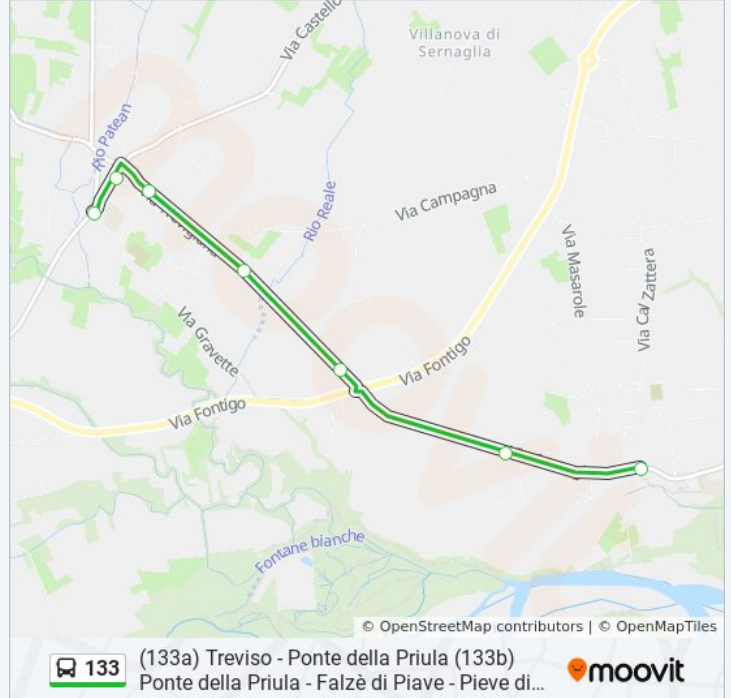 Via Castello
Villanova di
Sernaglia
Rio Patean
Via Campagna
Rio Reale
Via Masarole
Via Ca' Zattera
Via Gravette
Via Fontigo
Via Fontigo
Fontane bianche
© OpenStreetMap contributors | © OpenMapTiles
133
(133a) Treviso - Ponte della Priula (133b)
Ponte della Priula - Falzè di Piave - Pieve di...
moovit